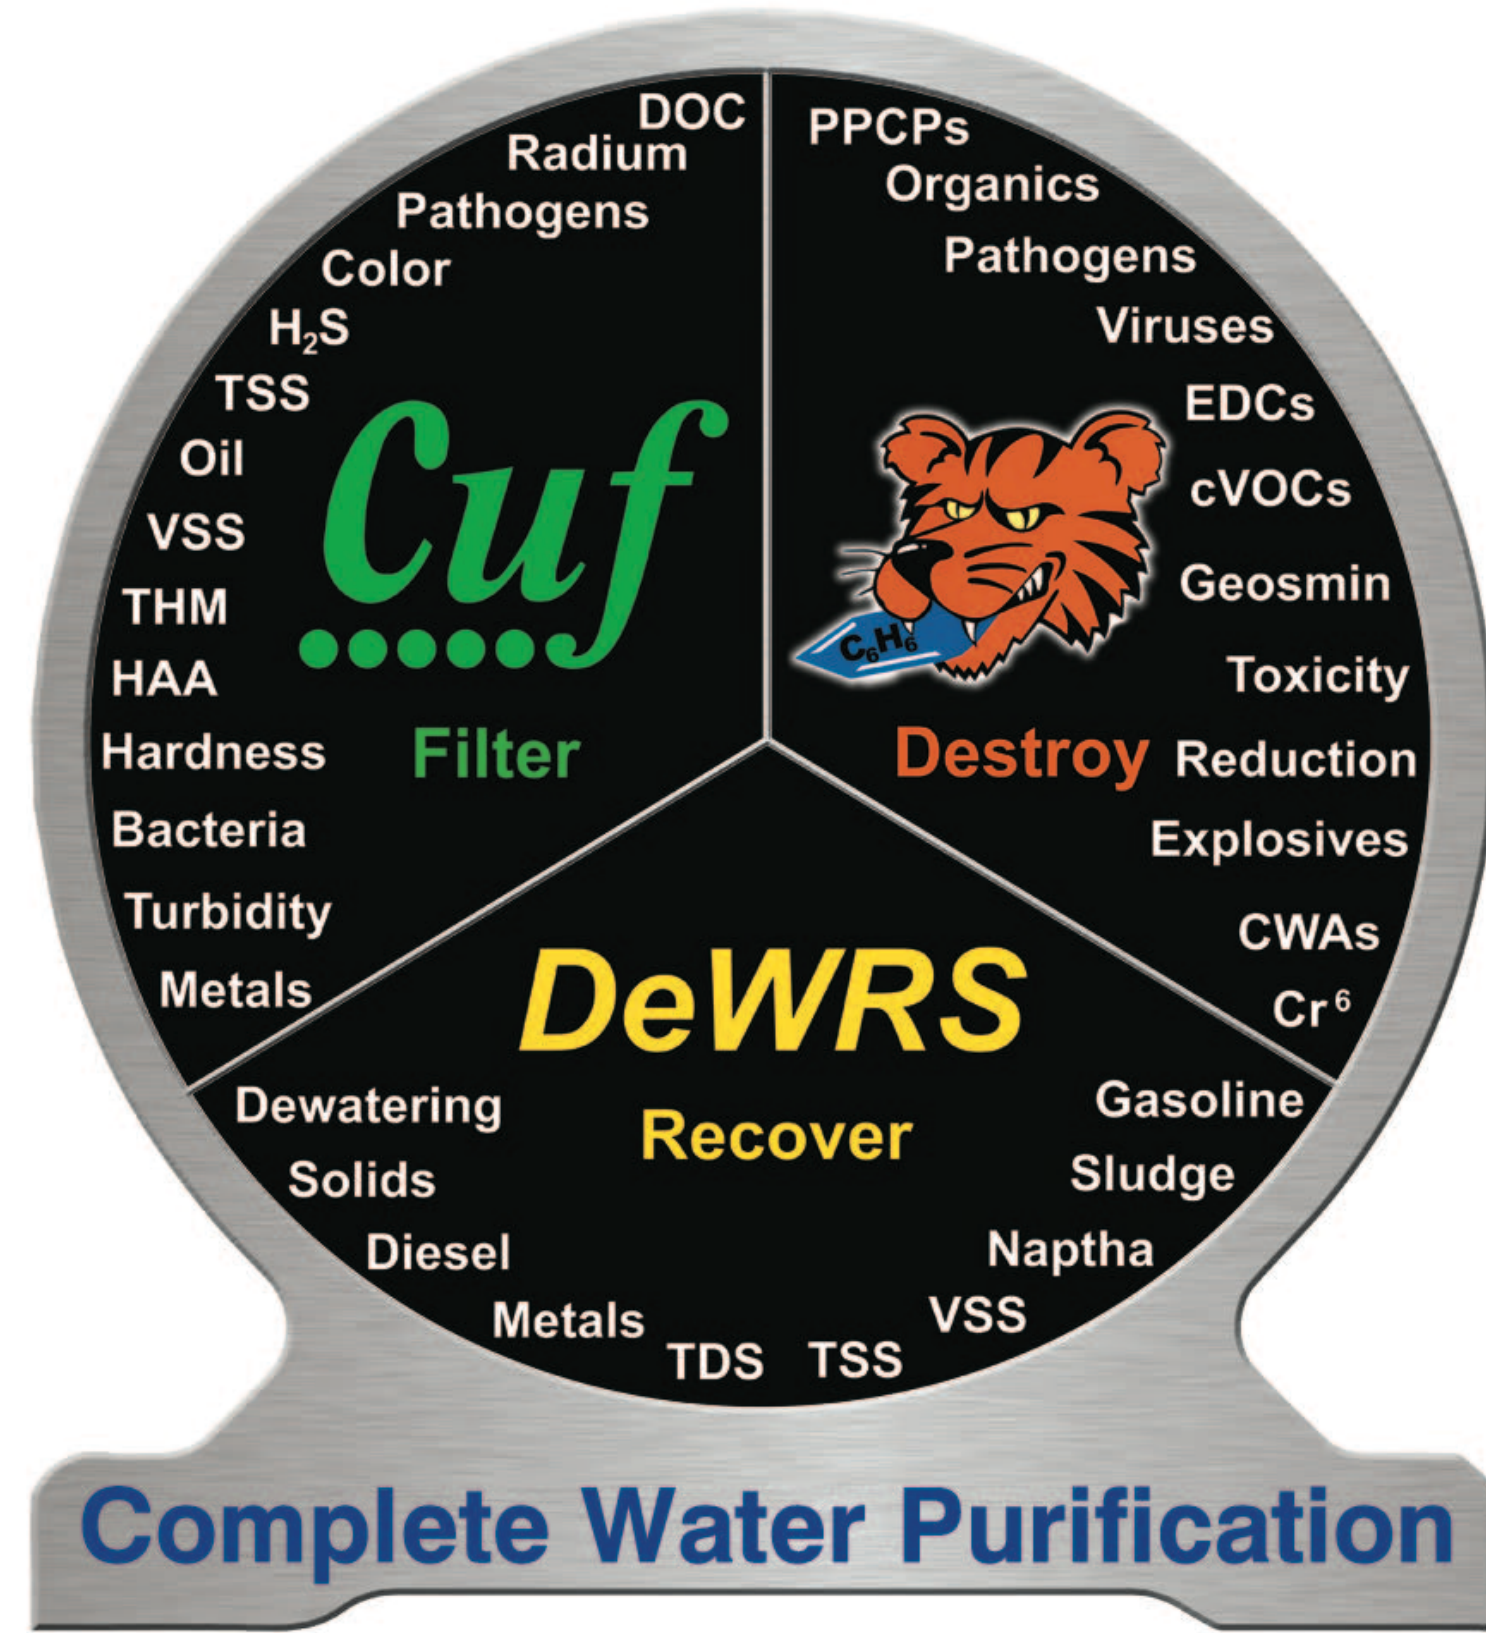 DOC
Radium
Pathogens
Color
H₂S
TSS
Oil
VSS
THM
HAA
Hardness
Bacteria
Turbidity
Metals
Cuf
Filter
PPCPs
Organics
Pathogens
Viruses
EDCs
cVOCs
Geosmin
Toxicity
Reduction
Explosives
CWAs
Cr⁶
C₆H₆
Destroy
DeWRS
Recover
Dewatering
Solids
Diesel
Metals
TDS
TSS
VSS
Naptha
Sludge
Gasoline
Complete Water Purification